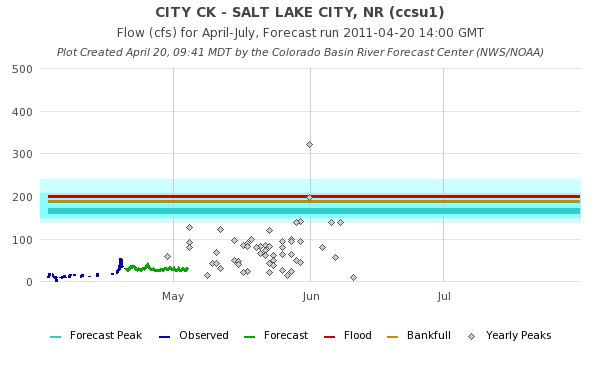 CITY CK - SALT LAKE CITY, NR (ccsu1)
Flow (cfs) for April-July, Forecast run 2011-04-20 14:00 GMT
Plot Created April 20, 09:41 MDT by the Colorado Basin River Forecast Center (NWS/NOAA)
500
400
300
200
100
0
May Jun Jul
Forecast Peak Observed Forecast Flood Bankfull Yearly Peaks